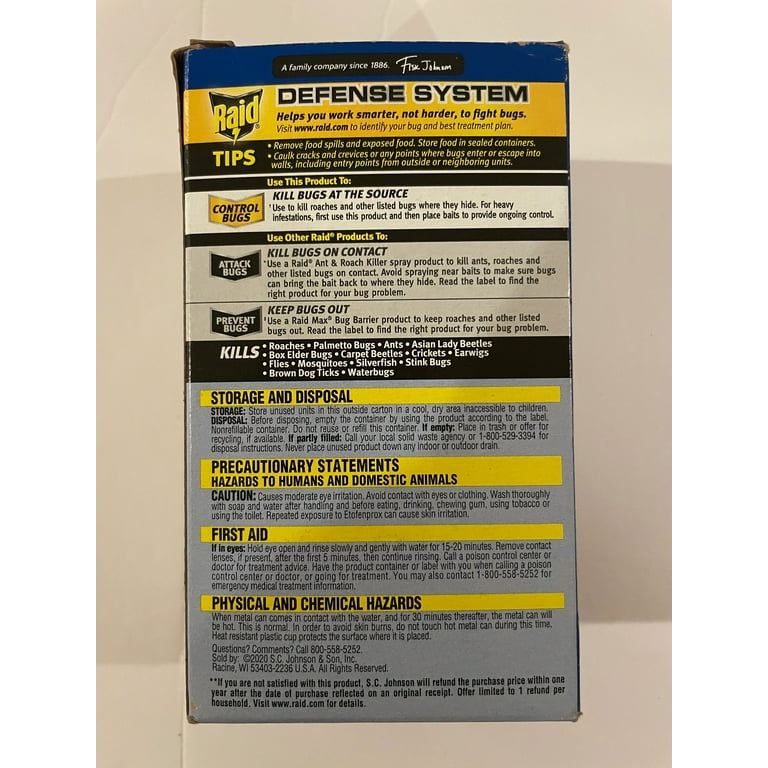 A family company since 1886. Fisk Johnson
Raid®
DEFENSE SYSTEM
Helps you work smarter, not harder, to fight bugs.
Visit www.raid.com to identify your bug and best treatment plan.
TIPS
• Remove food spills and exposed food. Store food in sealed containers.
• Caulk cracks and crevices or any points where bugs enter or escape into
walls, including entry points from outside or neighboring units.
Use This Product To:
CONTROL
BUGS
KILL BUGS AT THE SOURCE
Use to kill roaches and other listed bugs where they hide. For heavy
infestations, first use this product and then place baits to provide ongoing control.
Use Other Raid® Products To:
ATTACK
BUGS
KILL BUGS ON CONTACT
Use a Raid® Ant & Roach Killer spray product to kill ants, roaches and
other listed bugs on contact. Avoid spraying near baits to make sure bugs
can bring the bait back to where they hide. Read the label to find the
right product for your bug problem.
PREVENT
BUGS
KEEP BUGS OUT
Use a Raid Max® Bug Barrier product to keep roaches and other listed
bugs out. Read the label to find the right product for your bug problem.
KILLS
• Roaches • Palmetto Bugs • Ants • Asian Lady Beetles
• Box Elder Bugs • Carpet Beetles • Crickets • Earwigs
• Flies • Mosquitoes • Silverfish • Stink Bugs
• Brown Dog Ticks • Waterbugs
STORAGE AND DISPOSAL
STORAGE: Store unused units in this outside carton in a cool, dry area inaccessible to children.
DISPOSAL: Before disposing, empty the container by using the product according to the label.
Nonrefillable container. Do not reuse or refill this container. If empty: Place in trash or offer for
recycling, if available. If partly filled: Call your local solid waste agency or 1-800-529-3394 for
disposal instructions. Never place unused product down any indoor or outdoor drain.
PRECAUTIONARY STATEMENTS
HAZARDS TO HUMANS AND DOMESTIC ANIMALS
CAUTION: Causes moderate eye irritation. Avoid contact with eyes or clothing. Wash thoroughly
with soap and water after handling and before eating, drinking, chewing gum, using tobacco or
using the toilet. Repeated exposure to Etofenprox can cause skin irritation.
FIRST AID
If in eyes: Hold eye open and rinse slowly and gently with water for 15-20 minutes. Remove contact
lenses, if present, after the first 5 minutes, then continue rinsing. Call a poison control center or
doctor for treatment advice. Have the product container or label with you when calling a poison
control center or doctor, or going for treatment. You may also contact 1-800-558-5252 for
emergency medical treatment information.
PHYSICAL AND CHEMICAL HAZARDS
When metal can comes in contact with the water, and for 30 minutes thereafter, the metal can will
be hot. This is normal. In order to avoid skin burns, do not touch hot metal can during this time.
Heat resistant plastic cup protects the surface where it is placed.
Questions? Comments? Call 800-558-5252.
Sold by: ©2020 S.C. Johnson & Son, Inc.
Racine, WI 53403-2236 U.S.A. All Rights Reserved.
**If you are not satisfied with this product, S.C. Johnson will refund the purchase price within one
year after the date of purchase reflected on an original receipt. Offer limited to 1 refund per
household. Visit www.raid.com for details.